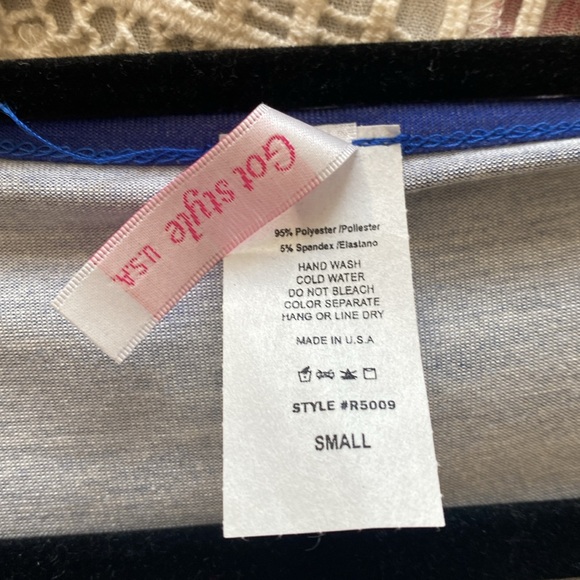 Got style
U.S.A.
95% Polyester /Poliester
5% Spandex /Elastano
HAND WASH
COLD WATER
DO NOT BLEACH
COLOR SEPARATE
HANG OR LINE DRY
MADE IN U.S.A
STYLE #R5009
SMALL